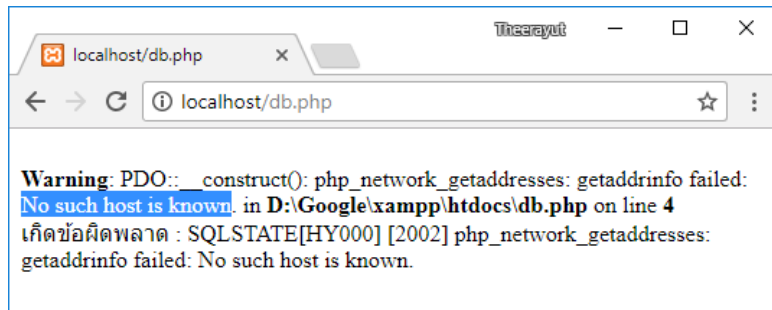 Theerayut
localhost/db.php
localhost/db.php
Warning: PDO::__construct(): php_network_getaddresses: getaddrinfo failed:
No such host is known. in D:\Google\xampp\htdocs\db.php on line 4
เกิดข้อผิดพลาด : SQLSTATE[HY000] [2002] php_network_getaddresses:
getaddrinfo failed: No such host is known.